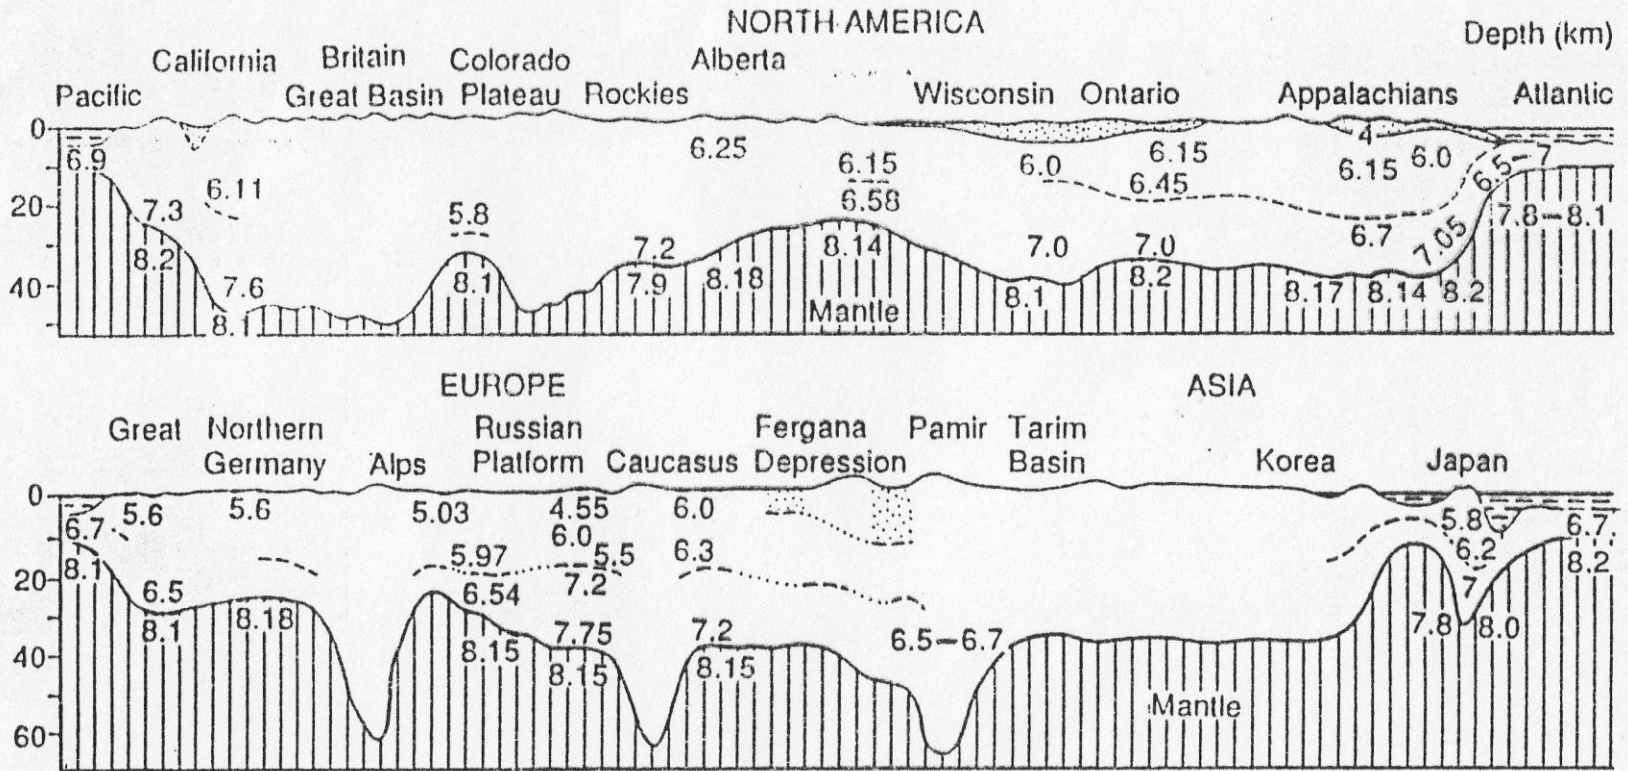 NORTH AMERICA
Depth (km)
California Britain Colorado Alberta
Pacific Great Basin Plateau Rockies Wisconsin Ontario Appalachians Atlantic
0
4
6.9 6.25 6.15 6.0 6.15 6.15 6.0 6.5–7
6.11 6.58 6.45
20
7.3 5.8 7.8–8.1
8.2 7.2 8.14 7.0 7.0 6.7 7.05
40
7.6 8.1 7.9 8.18 8.1 8.2 8.17 8.14 8.2
8.1 Mantle
EUROPE ASIA
Great Northern Russian Fergana Pamir Tarim
Germany Alps Platform Caucasus Depression Basin Korea Japan
0
5.6 5.6 5.03 4.55 6.0 5.8 6.7
6.7 6.0
5.97 5.5 6.3 6.2 8.2
8.1
20
6.5 6.54 7.2 7
8.1 8.18 7.75 7.2 6.5–6.7 7.8 8.0
8.15 8.15 8.15
40
Mantle
60